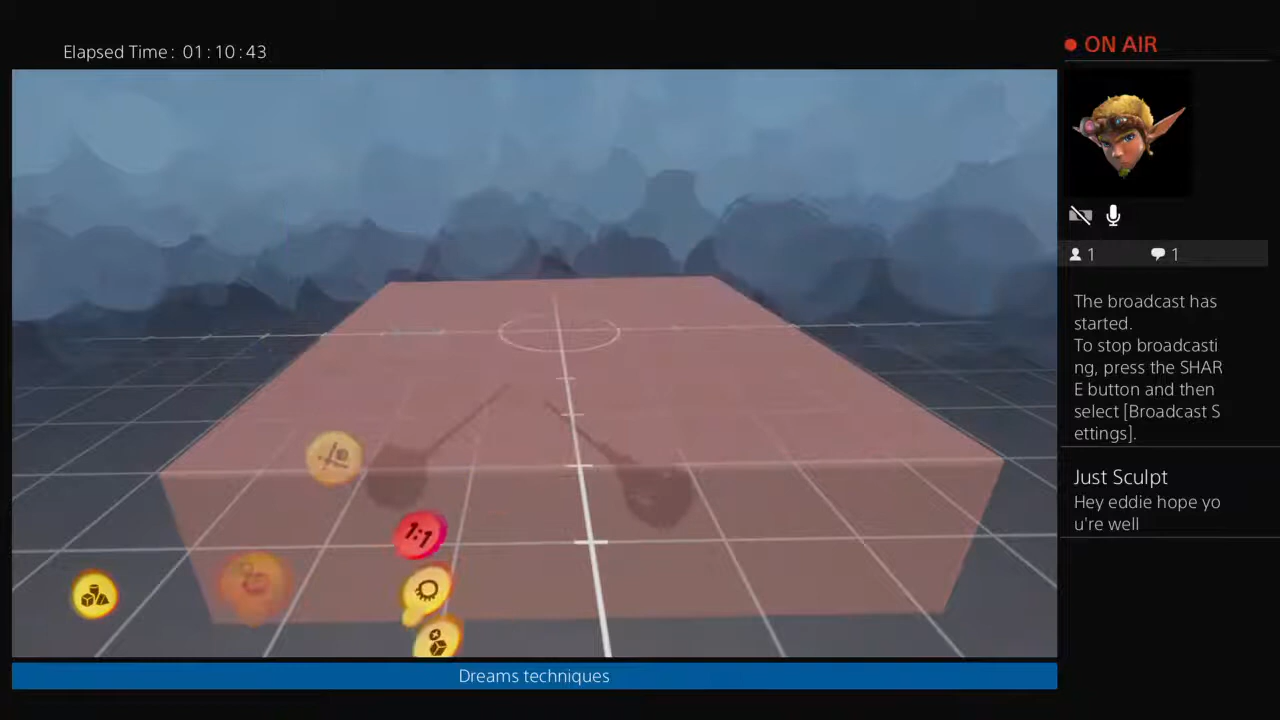 Elapsed Time: 01:10:43
ON AIR
1
1
The broadcast has
started.
To stop broadcasti
ng, press the SHAR
E button and then
select [Broadcast S
ettings].
Just Sculpt
Hey eddie hope yo
u're well
1:1
Dreams techniques